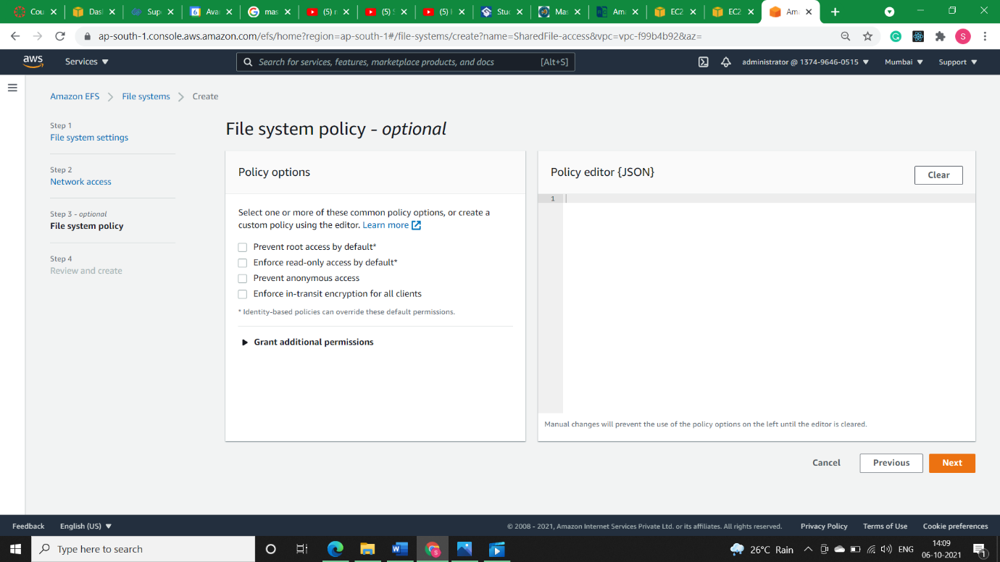 Cou
Das
Sup
6 Ava
mas
(5) r
(5) S
(5)
Stud
Mas
Am
EC2
EC2
Am
ap-south-1.console.aws.amazon.com/efs/home?region=ap-south-1#/file-systems/create?name=SharedFile-access&vpc=vpc-f99b4b92&az=
S
aws
Services
Search for services, features, marketplace products, and docs
[Alt+S]
administrator @ 1374-9646-0515
Mumbai
Support
Amazon EFS
File systems
Create
Step 1
File system settings
Step 2
Network access
Step 3 - optional
File system policy
Step 4
Review and create
File system policy - optional
Policy options
Select one or more of these common policy options, or create a
custom policy using the editor. Learn more
Prevent root access by default*
Enforce read-only access by default*
Prevent anonymous access
Enforce in-transit encryption for all clients
* Identity-based policies can override these default permissions.
Grant additional permissions
Policy editor {JSON}
Clear
1
Manual changes will prevent the use of the policy options on the left until the editor is cleared.
Cancel
Previous
Next
Feedback
English (US)
© 2008 - 2021, Amazon Internet Services Private Ltd. or its affiliates. All rights reserved.
Privacy Policy
Terms of Use
Cookie preferences
Type here to search
26°C Rain
ENG
14:09
06-10-2021
1